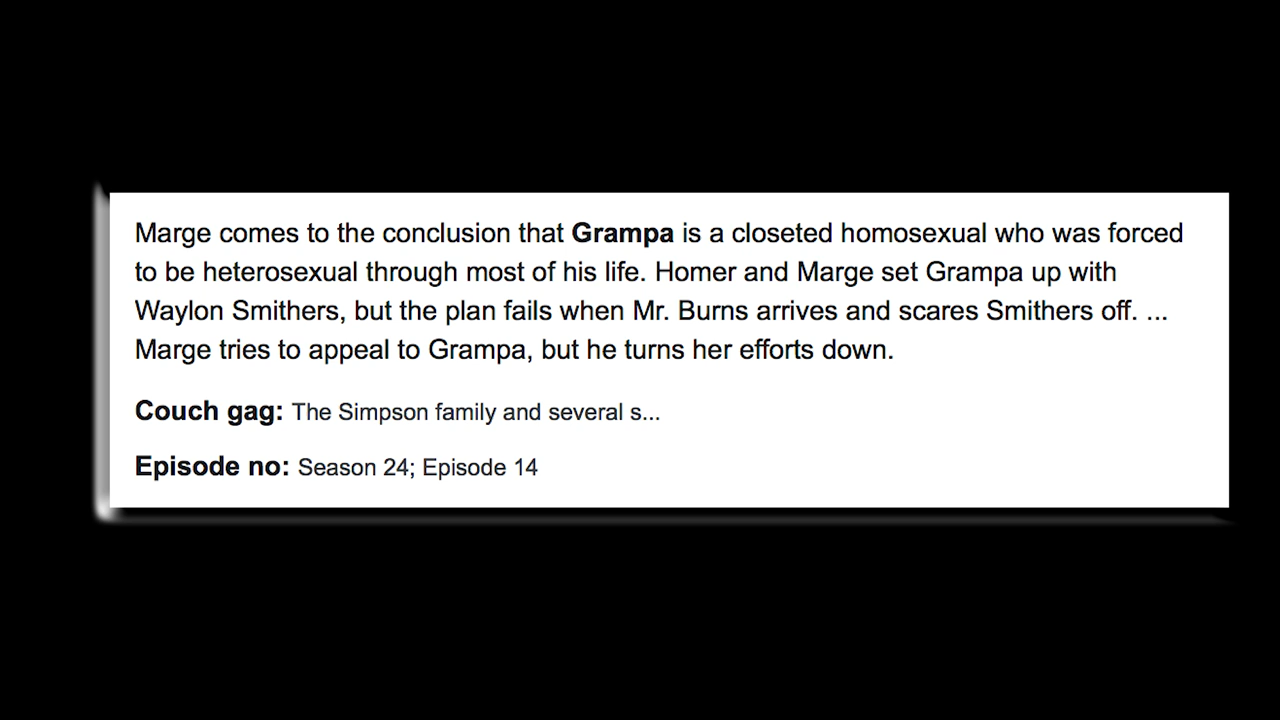 Marge comes to the conclusion that Grampa is a closeted homosexual who was forced
to be heterosexual through most of his life. Homer and Marge set Grampa up with
Waylon Smithers, but the plan fails when Mr. Burns arrives and scares Smithers off. ...
Marge tries to appeal to Grampa, but he turns her efforts down.
Couch gag: The Simpson family and several s...
Episode no: Season 24; Episode 14